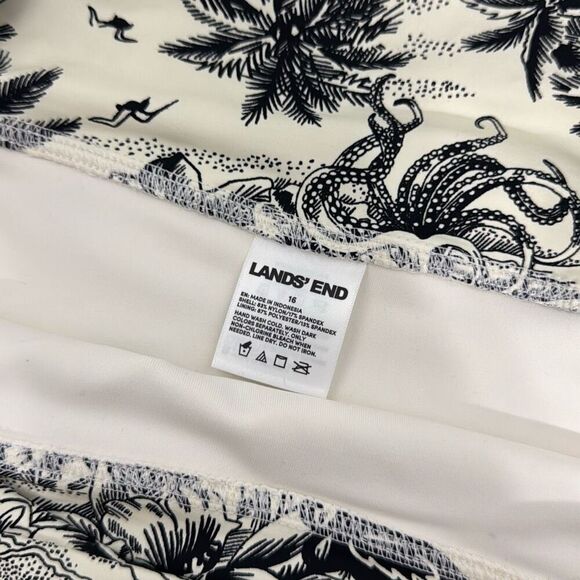 LANDS' END
16
EN: MADE IN INDONESIA
SHELL: 83% NYLON/17% SPANDEX
LINING: 87% POLYESTER/13% SPANDEX
HAND WASH COLD, WASH DARK
COLORS SEPARATELY. ONLY
NON-CHLORINE BLEACH WHEN
NEEDED. LINE DRY. DO NOT IRON.